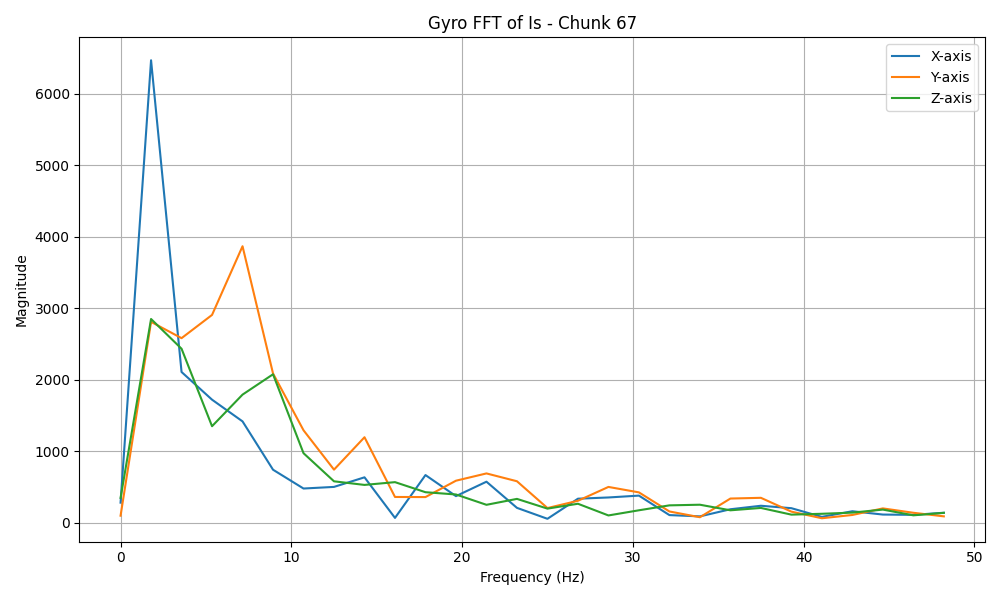 Gyro FFT of Is - Chunk 67
X-axis
Y-axis
Z-axis
Magnitude
6000
5000
4000
3000
2000
1000
0
0 10 20 30 40 50
Frequency (Hz)